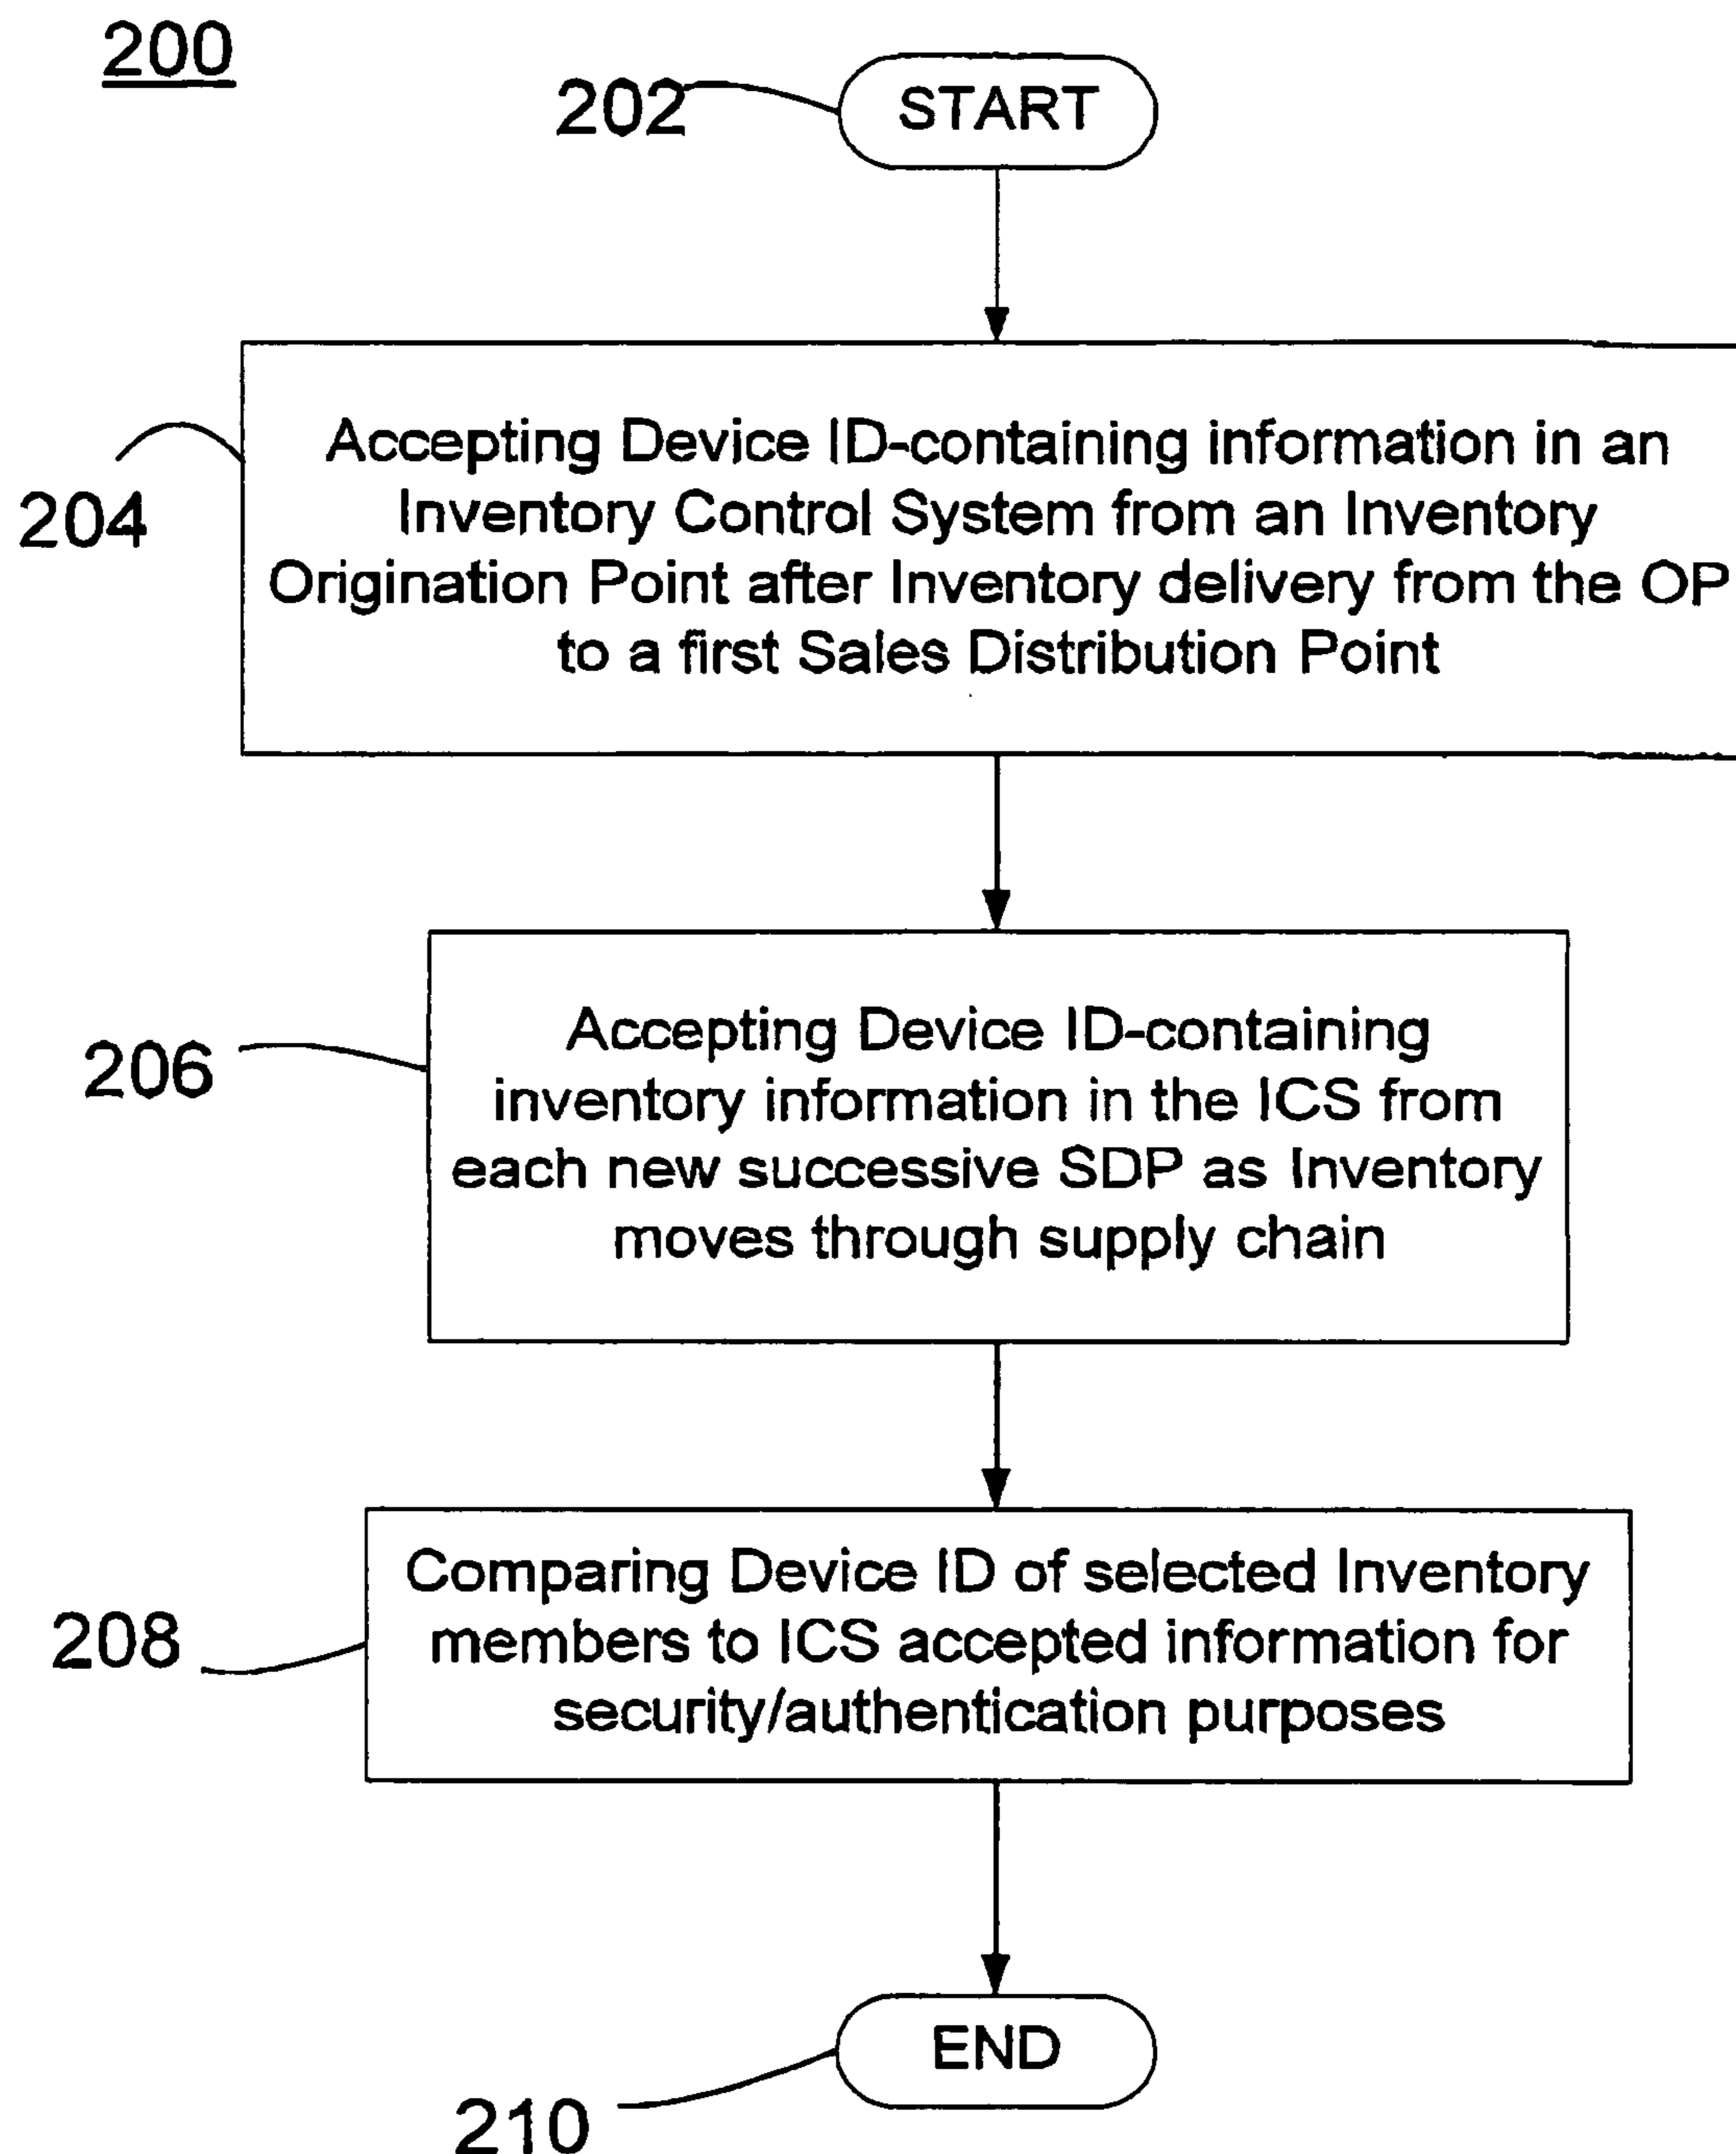 200
202
START
204
Accepting Device ID-containing information in an
Inventory Control System from an Inventory
Origination Point after Inventory delivery from the OP
to a first Sales Distribution Point
206
Accepting Device ID-containing
inventory information in the ICS from
each new successive SDP as Inventory
moves through supply chain
208
Comparing Device ID of selected Inventory
members to ICS accepted information for
security/authentication purposes
END
210